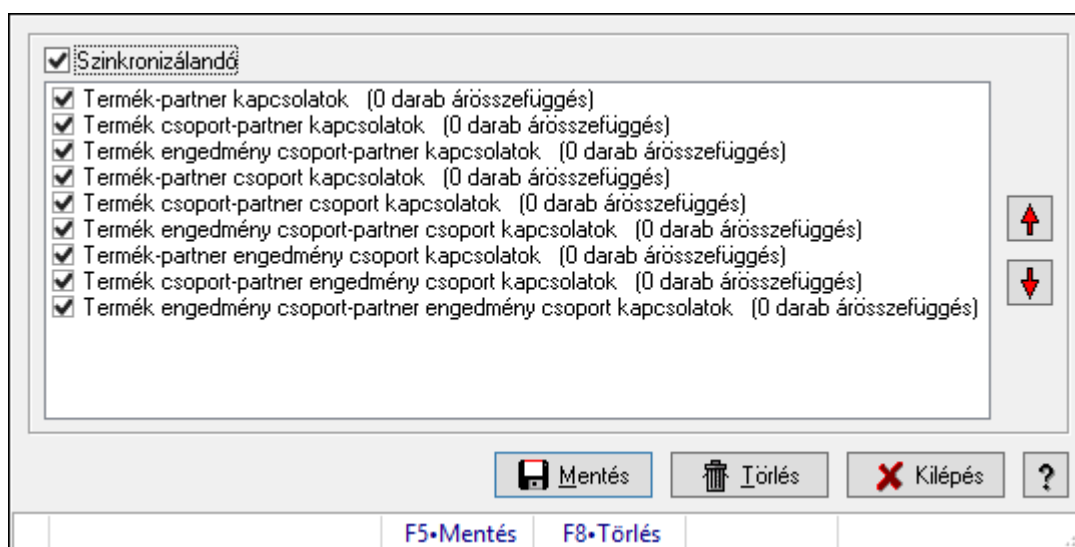 Szinkronizálandó
Termék-partner kapcsolatok (0 darab árösszefüggés)
Termék csoport-partner kapcsolatok (0 darab árösszefüggés)
Termék engedmény csoport-partner kapcsolatok (0 darab árösszefüggés)
Termék-partner csoport kapcsolatok (0 darab árösszefüggés)
Termék csoport-partner csoport kapcsolatok (0 darab árösszefüggés)
Termék engedmény csoport-partner csoport kapcsolatok (0 darab árösszefüggés)
Termék-partner engedmény csoport kapcsolatok (0 darab árösszefüggés)
Termék csoport-partner engedmény csoport kapcsolatok (0 darab árösszefüggés)
Termék engedmény csoport-partner engedmény csoport kapcsolatok (0 darab árösszefüggés)
Mentés Törlés Kilépés ?
F5•Mentés F8•Törlés